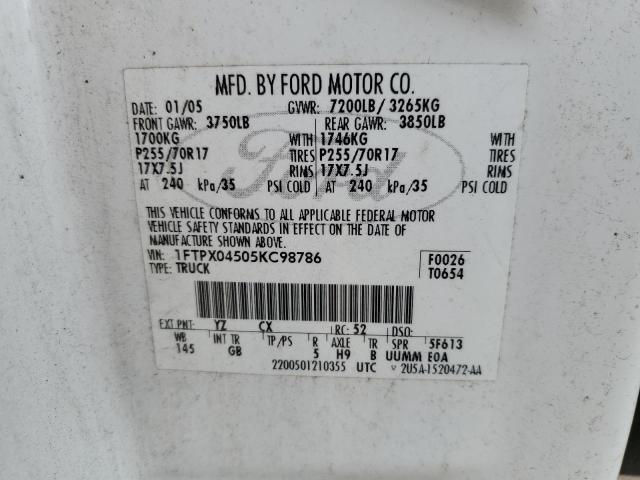 MFD. BY FORD MOTOR CO.
DATE: 01/05 GVWR: 7200LB/ 3265KG
FRONT GAWR: 3750LB REAR GAWR: 3850LB
1700KG WITH 1746KG WITH
P255/70R17 TIRES P255/70R17 TIRES
17X7.5J RIMS 17X7.5J RIMS
AT 240 kPa/35 PSI COLD AT 240 kPa/35 PSI COLD
Ford
THIS VEHICLE CONFORMS TO ALL APPLICABLE FEDERAL MOTOR
VEHICLE SAFETY STANDARDS IN EFFECT ON THE DATE OF
MANUFACTURE SHOWN ABOVE.
VIN: 1FTPX04505KC98786 F0026
TYPE: TRUCK T0654
EXT PNT: YZ CX RC: 52 DSO:
WB INT TR TP/PS R AXLE TR SPR 5F613
145 GB 5 H9 B UUMM E0A
2200501210355 UTC ▽ 2U5A-1520472-AA